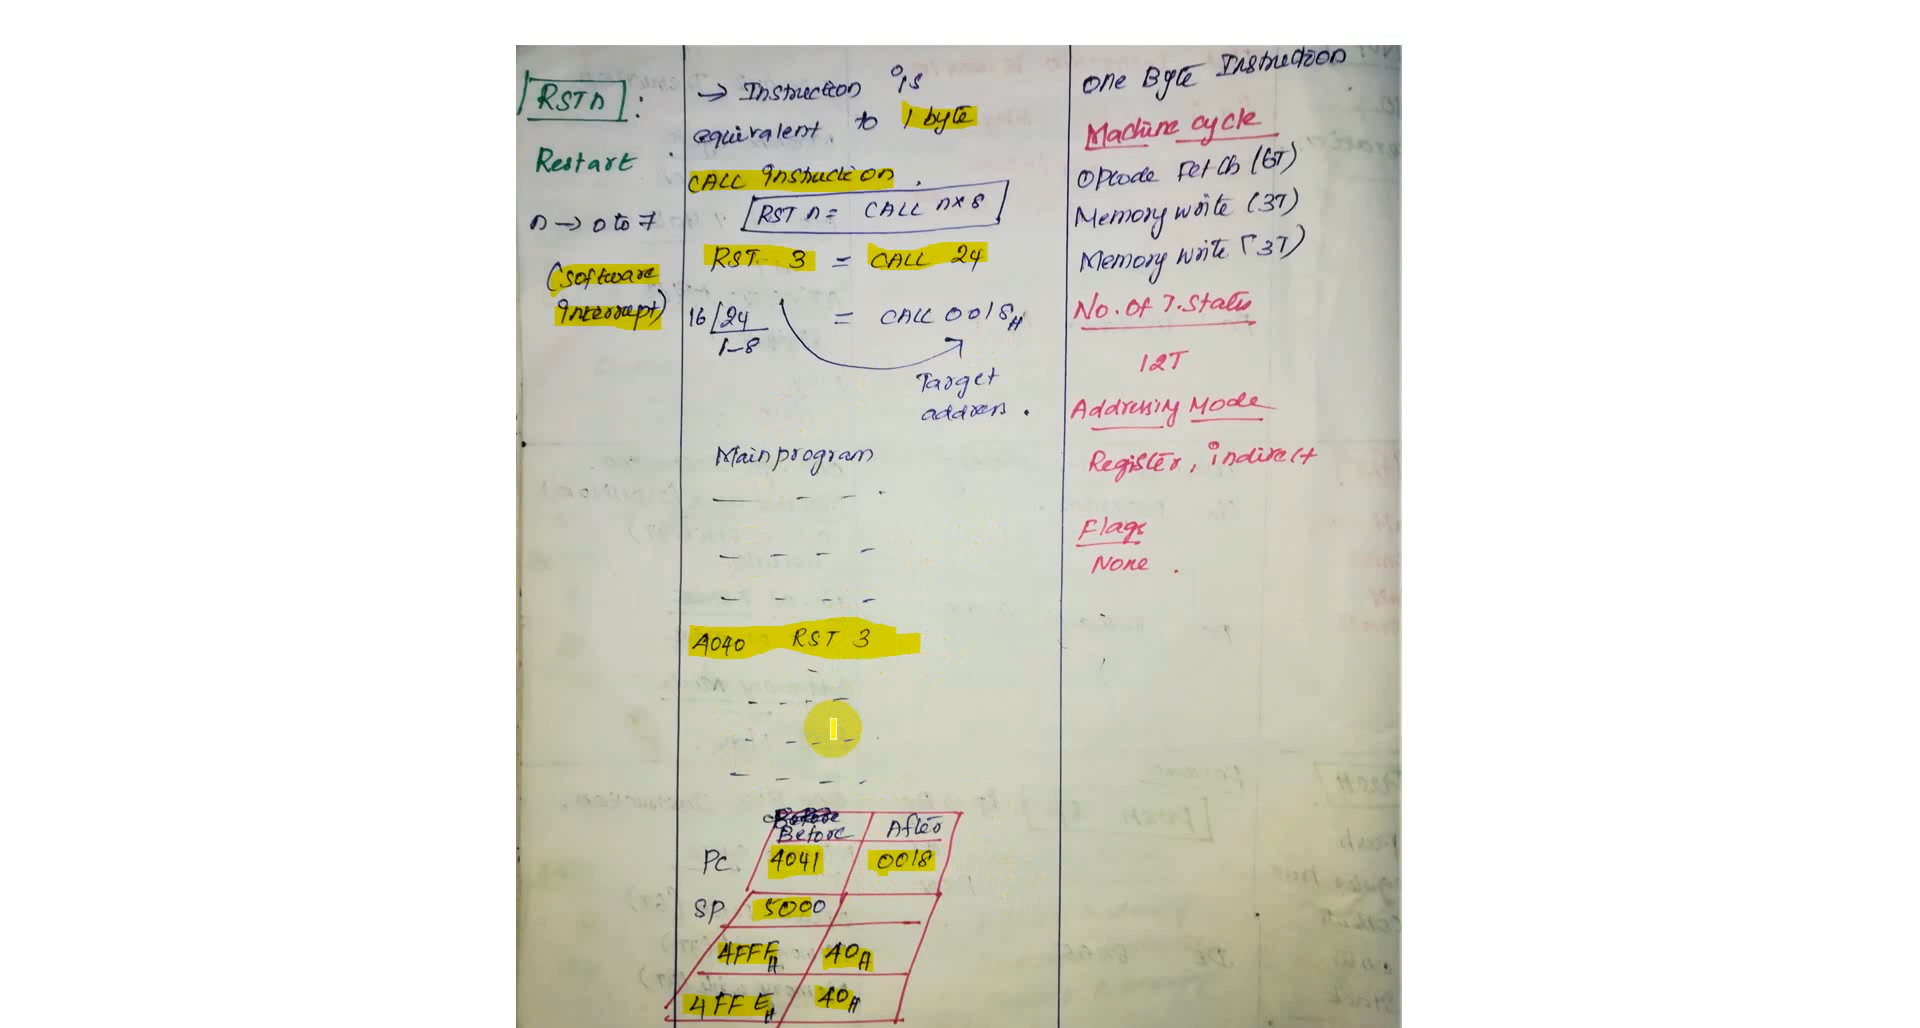 RST n :
Restart
n → 0 to 7
(Software
Interrupt)
→ Instruction is
equivalent to 1 byte
CALL Instruction .
RST n = CALL n×8
RST 3 = CALL 24
16 24 = CALL 0018H
1-8
Target
address .
Main program
A040 RST 3
Before After
PC 4041 0018
SP 5000
4FFFH 40H
4FFEH 40H
One Byte Instruction
Machine cycle
Opcode Fetch (6T)
Memory write (3T)
Memory write (3T)
No. of T. States
12T
Addressing Mode
Register, indirect
Flags
None .